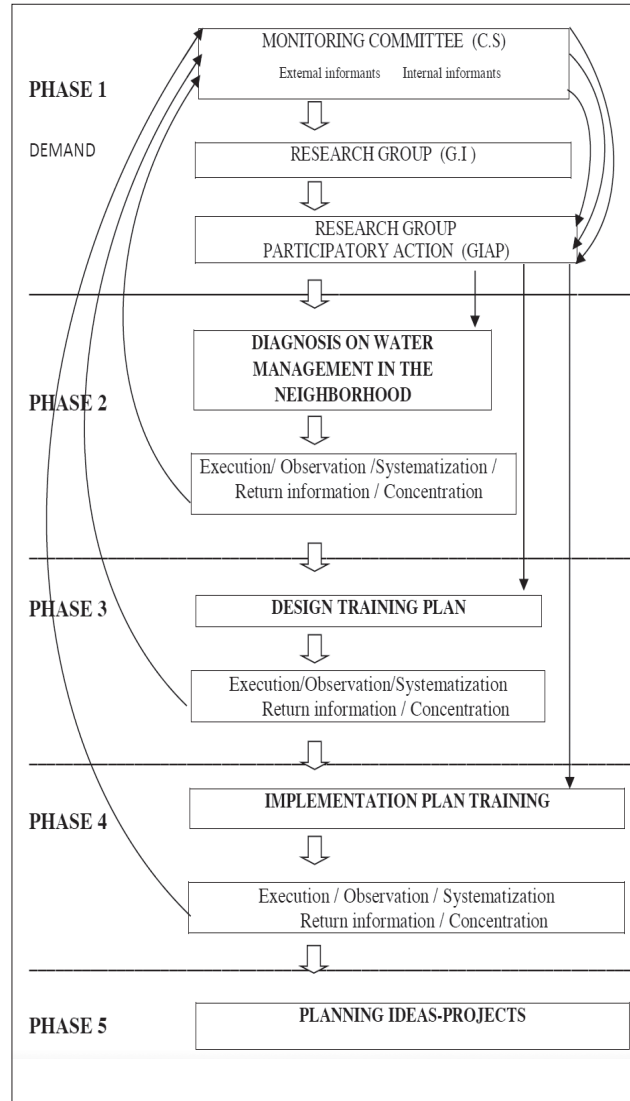 MONITORING COMMITTEE (C.S)
External informants Internal informants
PHASE 1
DEMAND
RESEARCH GROUP (G.I )
RESEARCH GROUP
PARTICIPATORY ACTION (GIAP)
DIAGNOSIS ON WATER
MANAGEMENT IN THE
NEIGHBORHOOD
PHASE 2
Execution/ Observation /Systematization /
Return information / Concentration
PHASE 3
DESIGN TRAINING PLAN
Execution/Observation/Systematization
Return information / Concentration
IMPLEMENTATION PLAN TRAINING
PHASE 4
Execution / Observation / Systematization
Return information / Concentration
PLANNING IDEAS-PROJECTS
PHASE 5